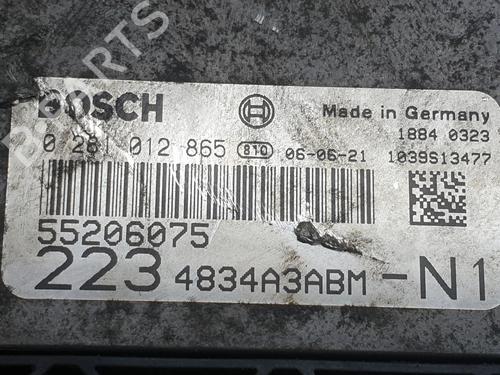 B-PARTS
BOSCH
Made in Germany
1884 0323
0 281 012 865 810 06-06-21 1039S13477
55206075
223 4834A3ABM -N1